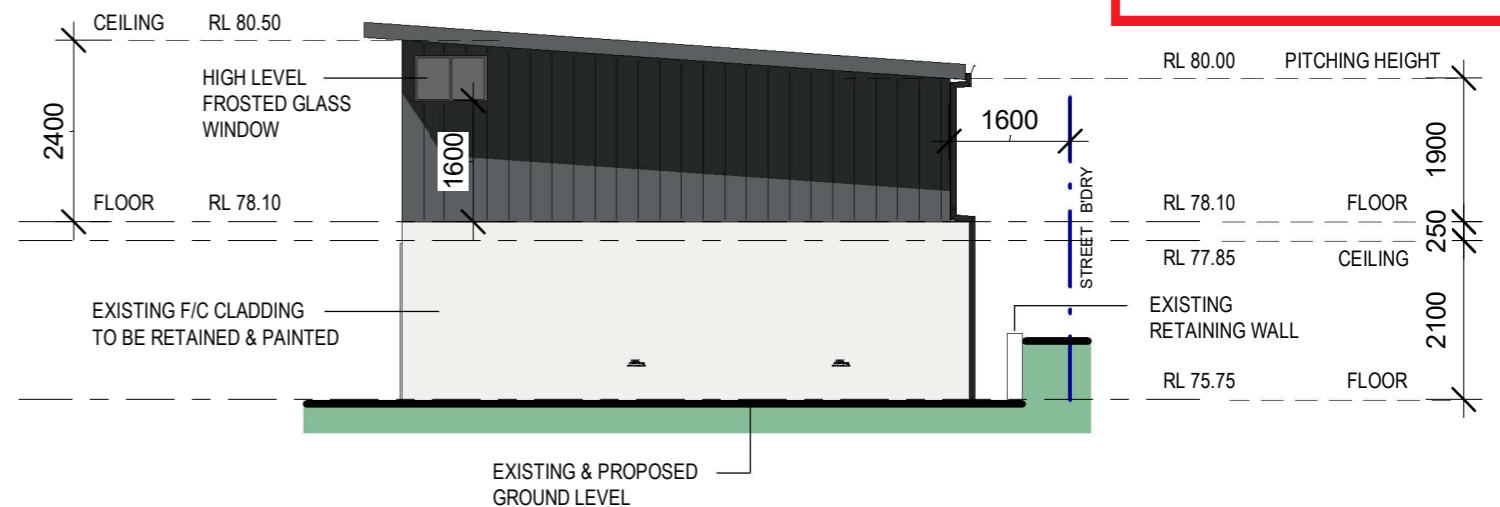 CEILING RL 80.50
RL 80.00 PITCHING HEIGHT
HIGH LEVEL
FROSTED GLASS
WINDOW
2400
1600
1600
1900
FLOOR RL 78.10
RL 78.10 FLOOR
250
STREET B'DRY
RL 77.85 CEILING
EXISTING F/C CLADDING
TO BE RETAINED & PAINTED
EXISTING
RETAINING WALL
2100
RL 75.75 FLOOR
EXISTING & PROPOSED
GROUND LEVEL